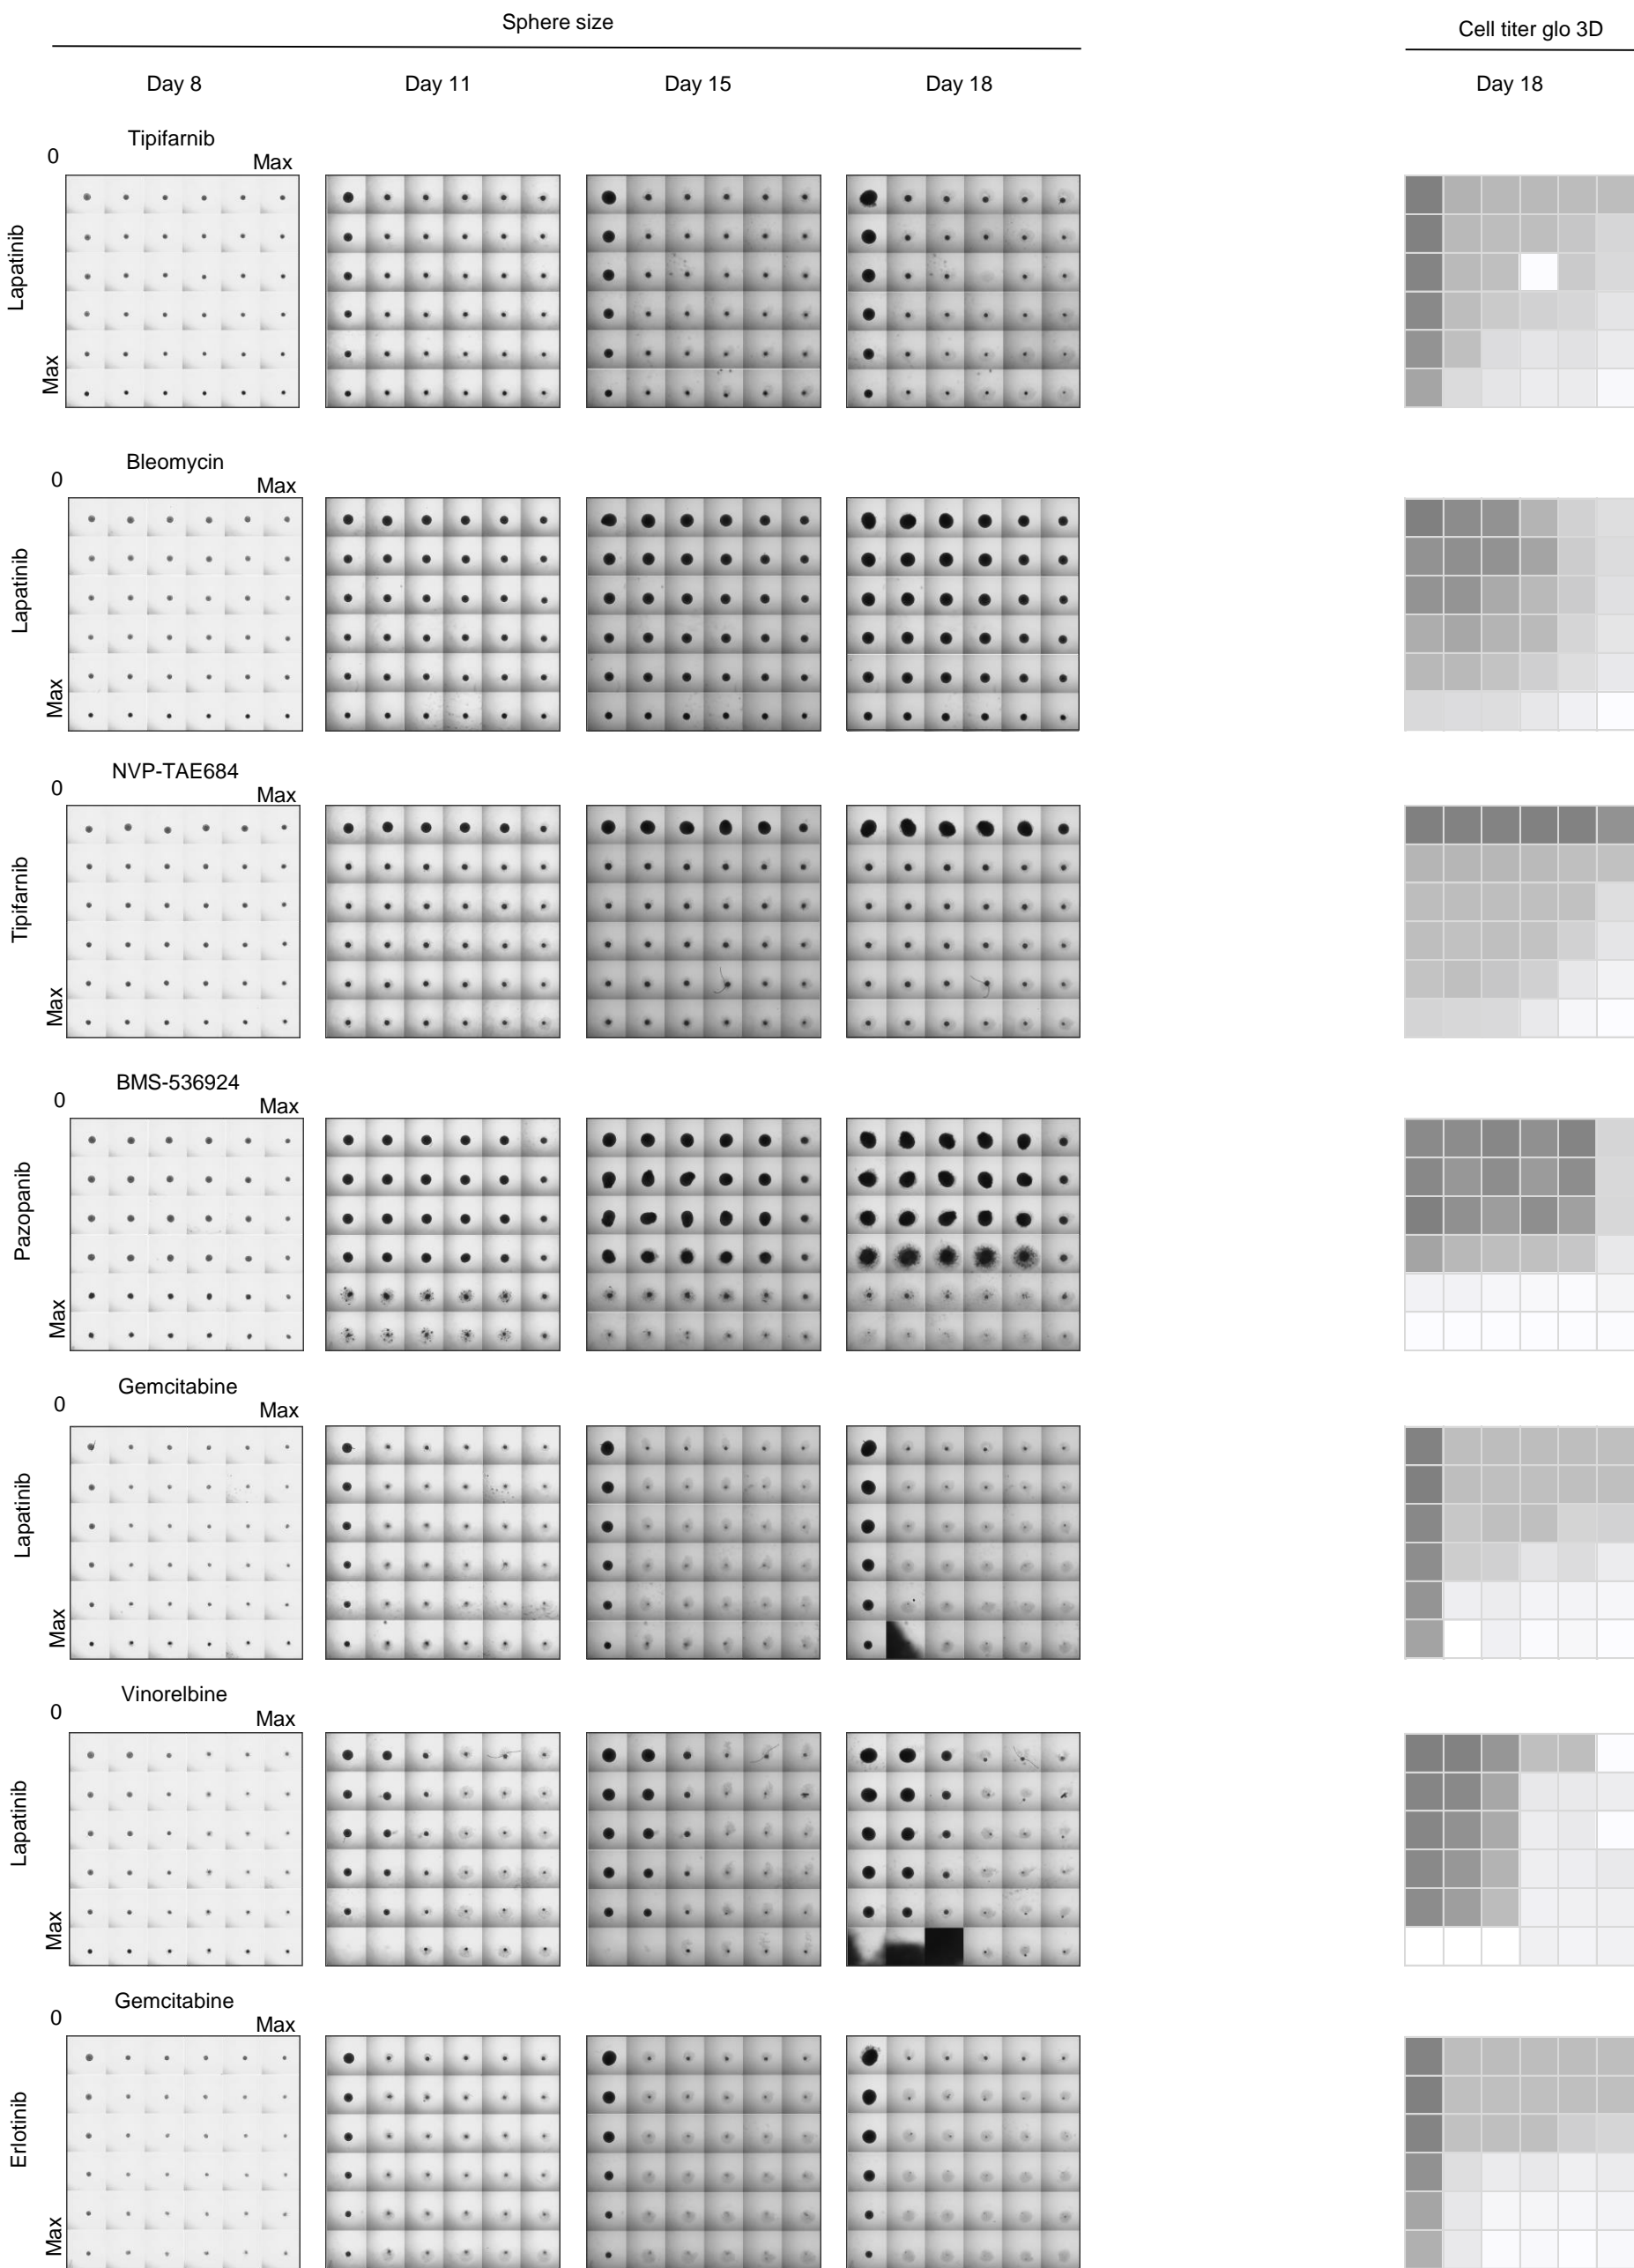 Sphere size
Cell titer glo 3D
Day 8
Day 11
Day 15
Day 18
Day 18
Tipifarnib
0
Max
Lapatinib
Max
Bleomycin
0
Max
Lapatinib
Max
NVP-TAE684
0
Max
Tipifarnib
Max
BMS-536924
0
Max
Pazopanib
Max
Gemcitabine
0
Max
Lapatinib
Max
Vinorelbine
0
Max
Lapatinib
Max
Gemcitabine
0
Max
Erlotinib
Max